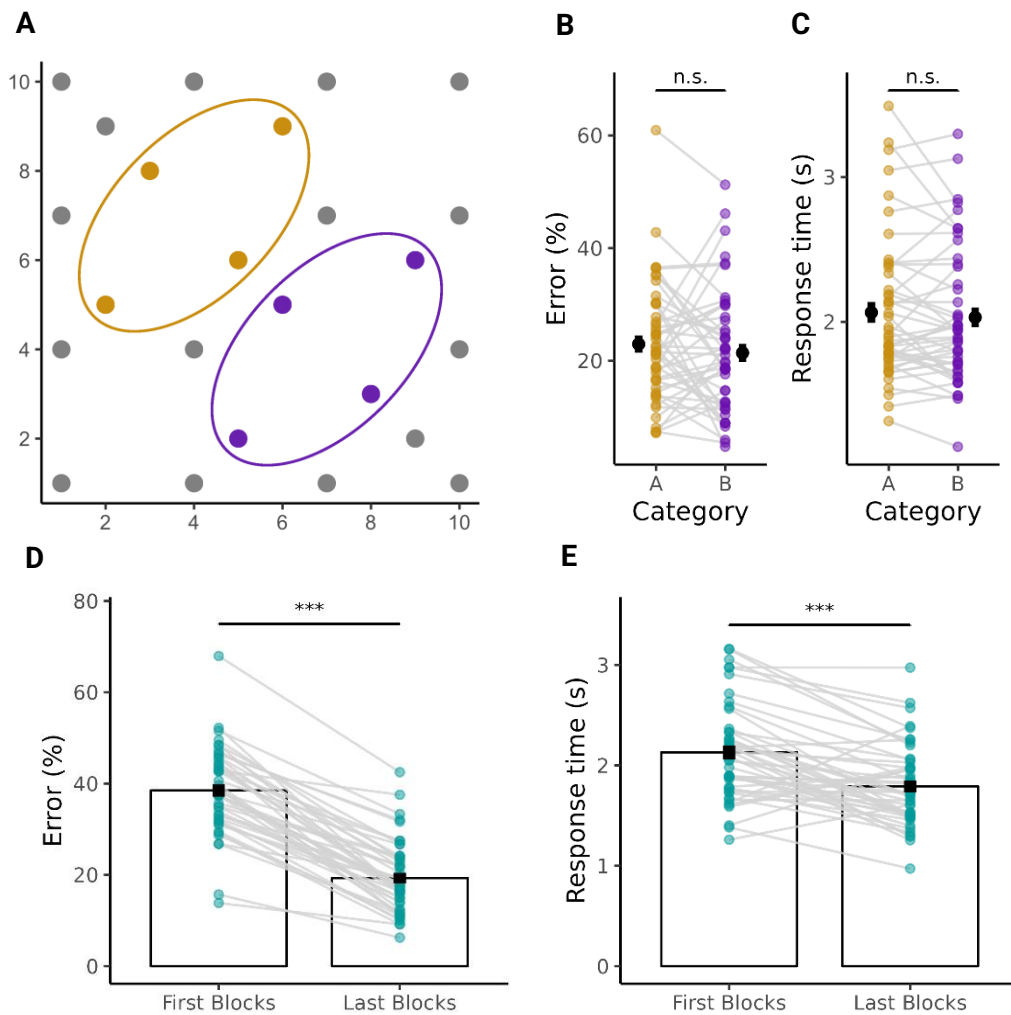 A
10
8
6
4
2
2 4 6 8 10
B
n.s.
60
40
20
Error (%)
A B
Category
C
n.s.
3
2
Response time (s)
A B
Category
D
***
80
60
40
20
0
Error (%)
First Blocks Last Blocks
E
***
3
2
1
0
Response time (s)
First Blocks Last Blocks